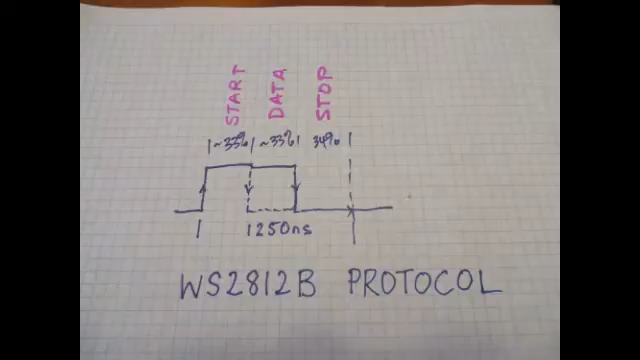 START DATA STOP
~33% ~33% 34%
1250ns
WS2812B PROTOCOL